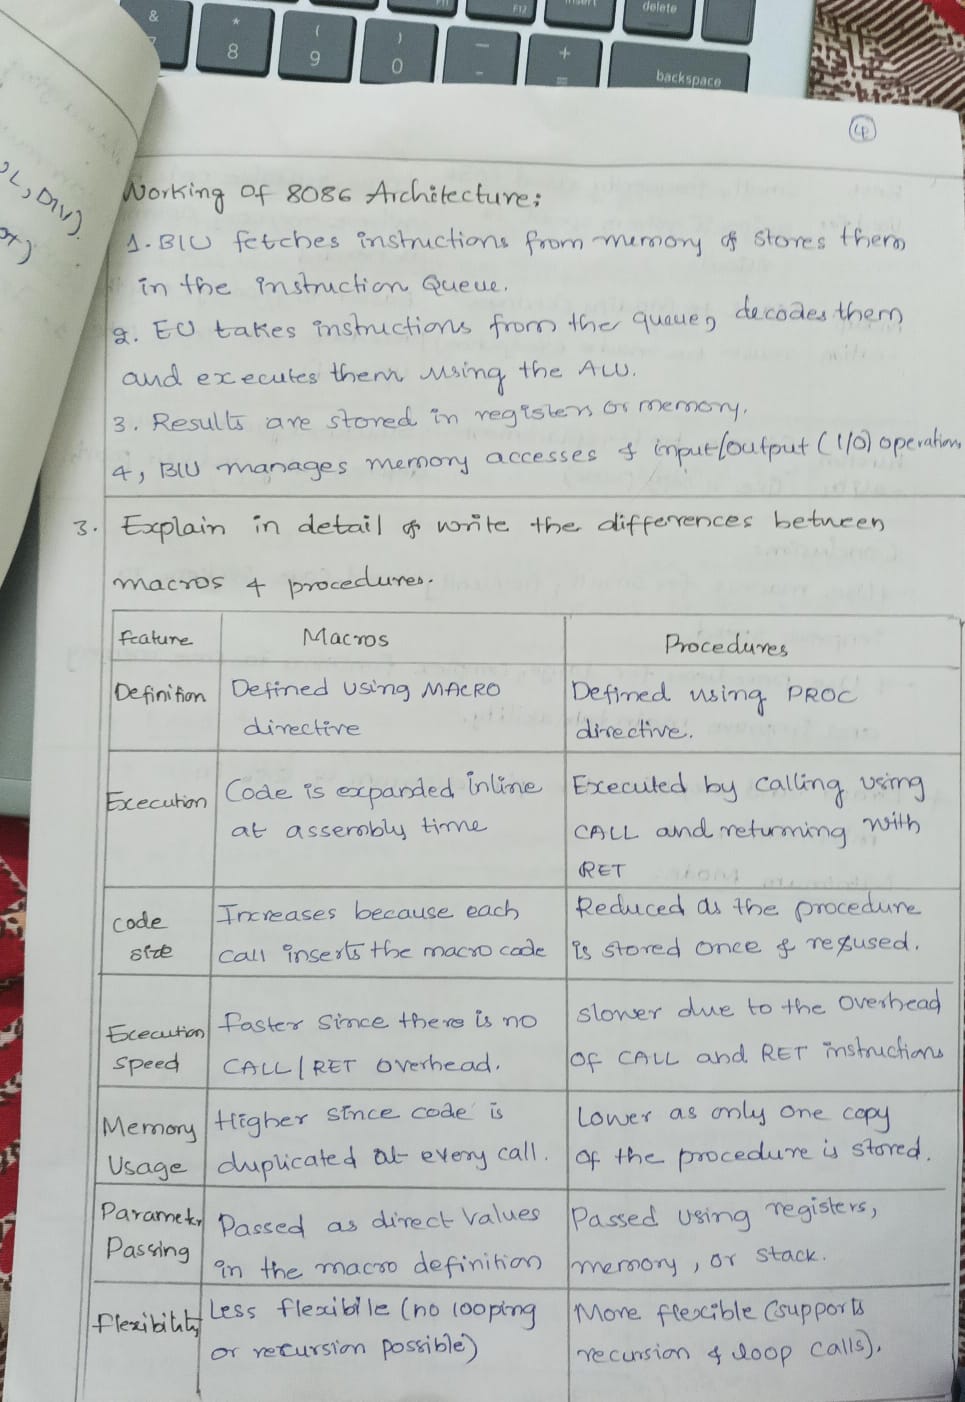 F12
insert
delete
&
*
8
(
9
)
0
-
+
=
backspace
4
OL, DIV).
Working of 8086 Architecture:
1. BIU fetches instructions from memory & stores them
in the instruction Queue.
2. EU takes instructions from the queue, decodes them
and executes them using the ALU.
3. Results are stored in registers or memory.
4, BIU manages memory accesses & input/output (I/O) operations
3. Explain in detail & write the differences between
macros & procedures.
feature Macros Procedures
Definition Defined using MACRO directive
Defined using PROC directive.
Execution Code is expanded inline at assembly time
Executed by calling using CALL and returning with RET
code size Increases because each call inserts the macro code
Reduced as the procedure is stored once & reused.
Execution speed faster since there is no CALL/RET overhead.
slower due to the overhead of CALL and RET instructions
Memory Usage Higher since code is duplicated at every call.
Lower as only one copy of the procedure is stored.
Parameter Passing Passed as direct values in the macro definition
Passed using registers, memory, or stack.
flexibility Less flexibile (no looping or recursion possible)
More flexible (supports recursion & loop calls).